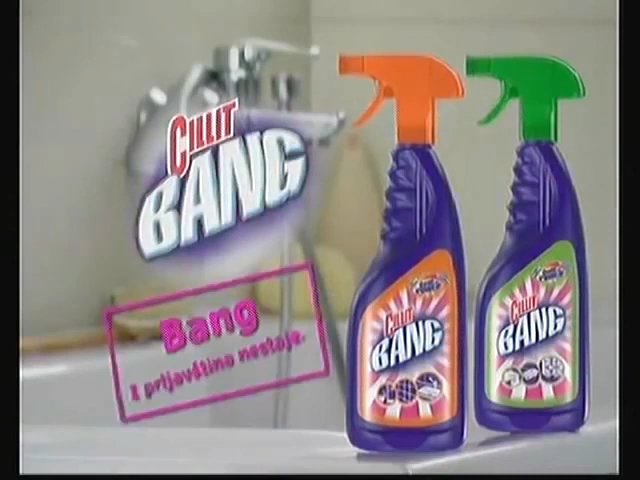 CILLIT
BANG
Bang
I prljavština nestaje.
CILLIT
BANG
CILLIT
BANG